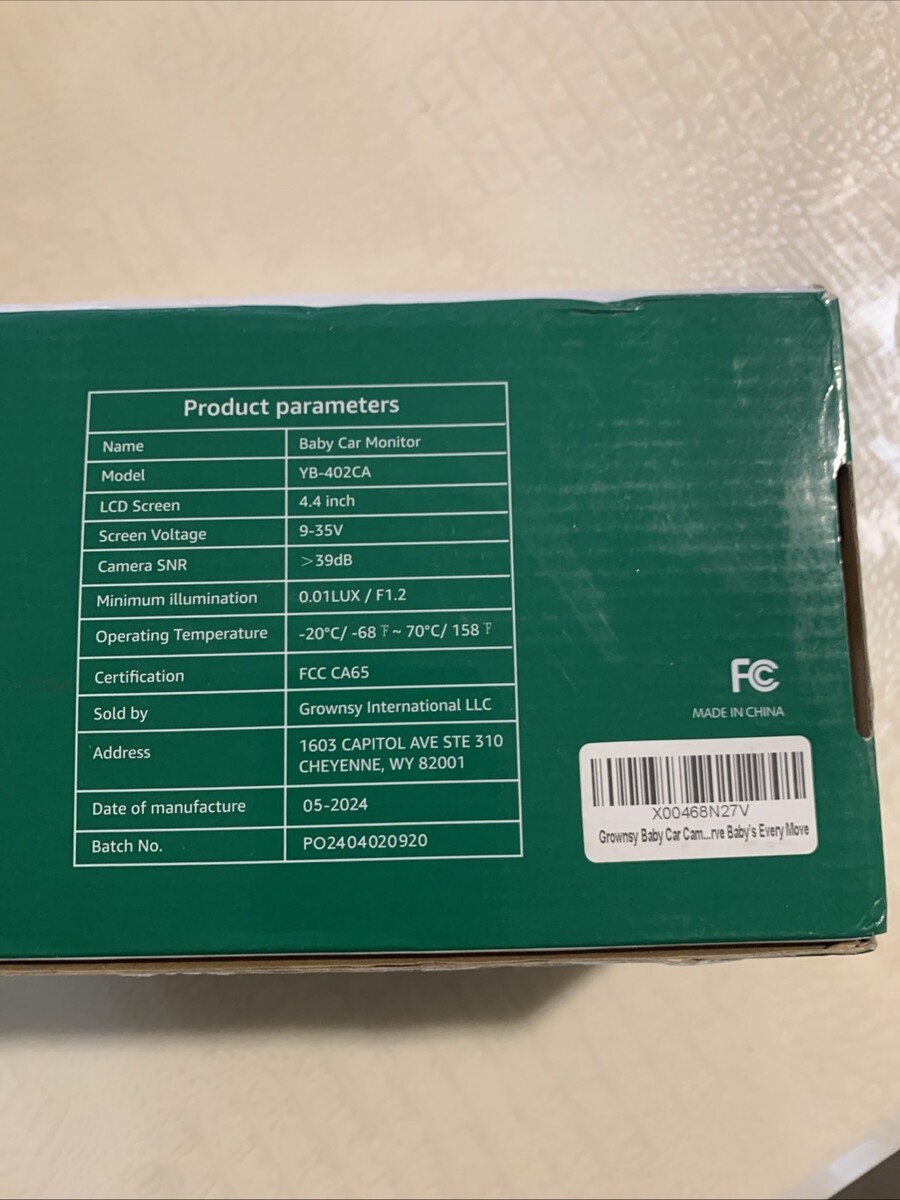 Product parameters
Name Baby Car Monitor
Model YB-402CA
LCD Screen 4.4 inch
Screen Voltage 9-35V
Camera SNR >39dB
Minimum illumination 0.01LUX / F1.2
Operating Temperature -20°C/ -68 ℉ ~ 70°C/ 158 ℉
Certification FCC CA65
Sold by Grownsy International LLC
Address 1603 CAPITOL AVE STE 310
CHEYENNE, WY 82001
Date of manufacture 05-2024
Batch No. PO2404020920
FC
MADE IN CHINA
X00468N27V
Grownsy Baby Car Cam...rve Baby's Every Move